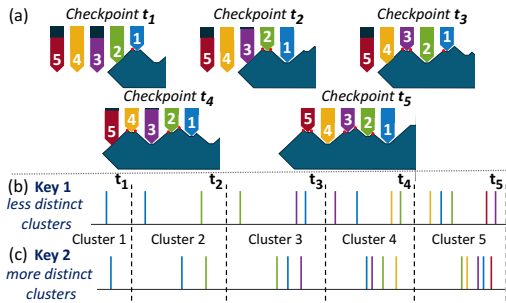 (a)
Checkpoint t1
Checkpoint t2
Checkpoint t3
5 4 3 2 1
5 4 3 2 1
5 4 3 2 1
Checkpoint t4
Checkpoint t5
5 4 3 2 1
5 4 3 2 1
(b) Key 1
less distinct
clusters
t1 t2 t3 t4 t5
Cluster 1 Cluster 2 Cluster 3 Cluster 4 Cluster 5
(c) Key 2
more distinct
clusters